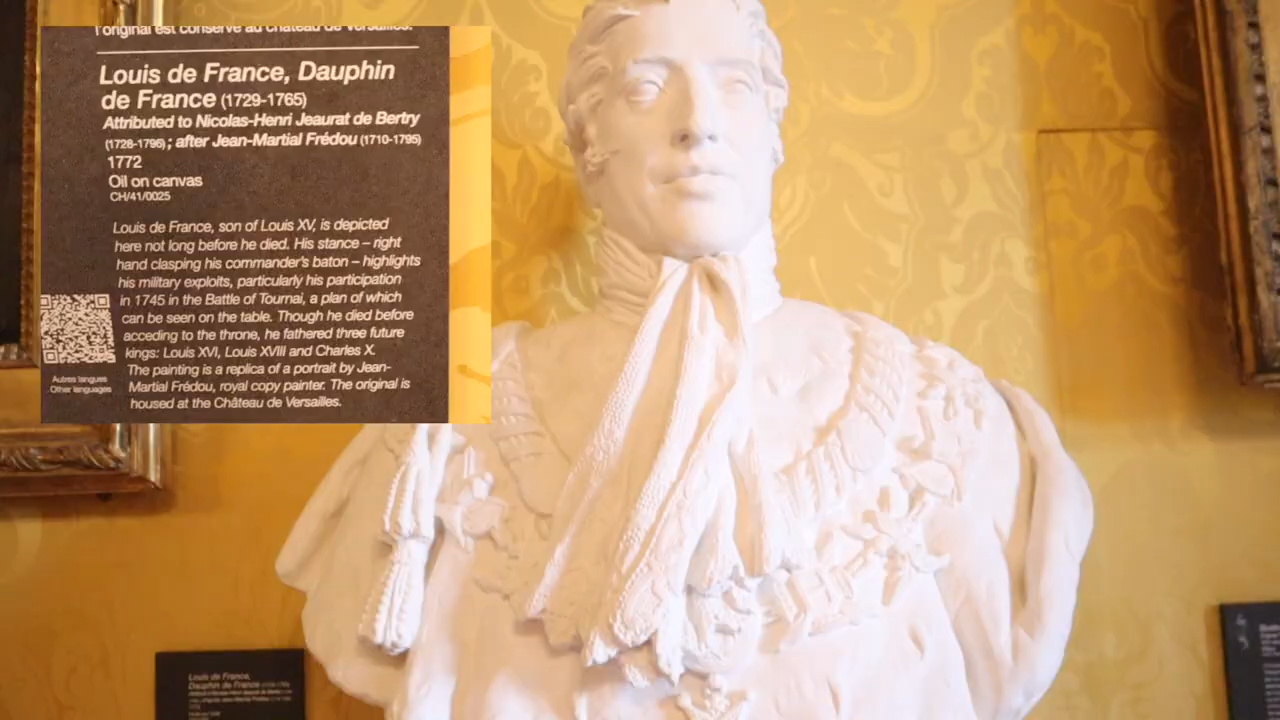 l'original est conservé au château de Versailles.
Louis de France, Dauphin
de France (1729-1765)
Attributed to Nicolas-Henri Jeaurat de Bertry
(1728-1796) ; after Jean-Martial Frédou (1710-1795)
1772
Oil on canvas
CH/41/0025
Louis de France, son of Louis XV, is depicted
here not long before he died. His stance – right
hand clasping his commander's baton – highlights
his military exploits, particularly his participation
in 1745 in the Battle of Tournai, a plan of which
can be seen on the table. Though he died before
acceding to the throne, he fathered three future
kings: Louis XVI, Louis XVIII and Charles X.
The painting is a replica of a portrait by Jean-
Martial Frédou, royal copy painter. The original is
housed at the Château de Versailles.
Autres langues
Other languages
Louis de France,
Dauphin de France